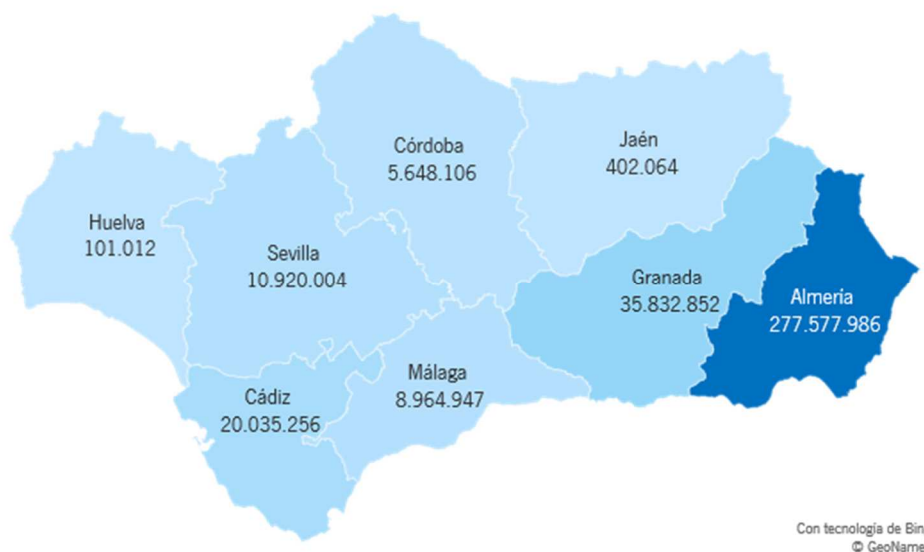 Córdoba
5.648.106
Jaén
402.064
Huelva
101.012
Sevilla
10.920.004
Granada
35.832.852
Almería
277.577.986
Málaga
8.964.947
Cádiz
20.035.256
Con tecnología de Bin
© GeoName